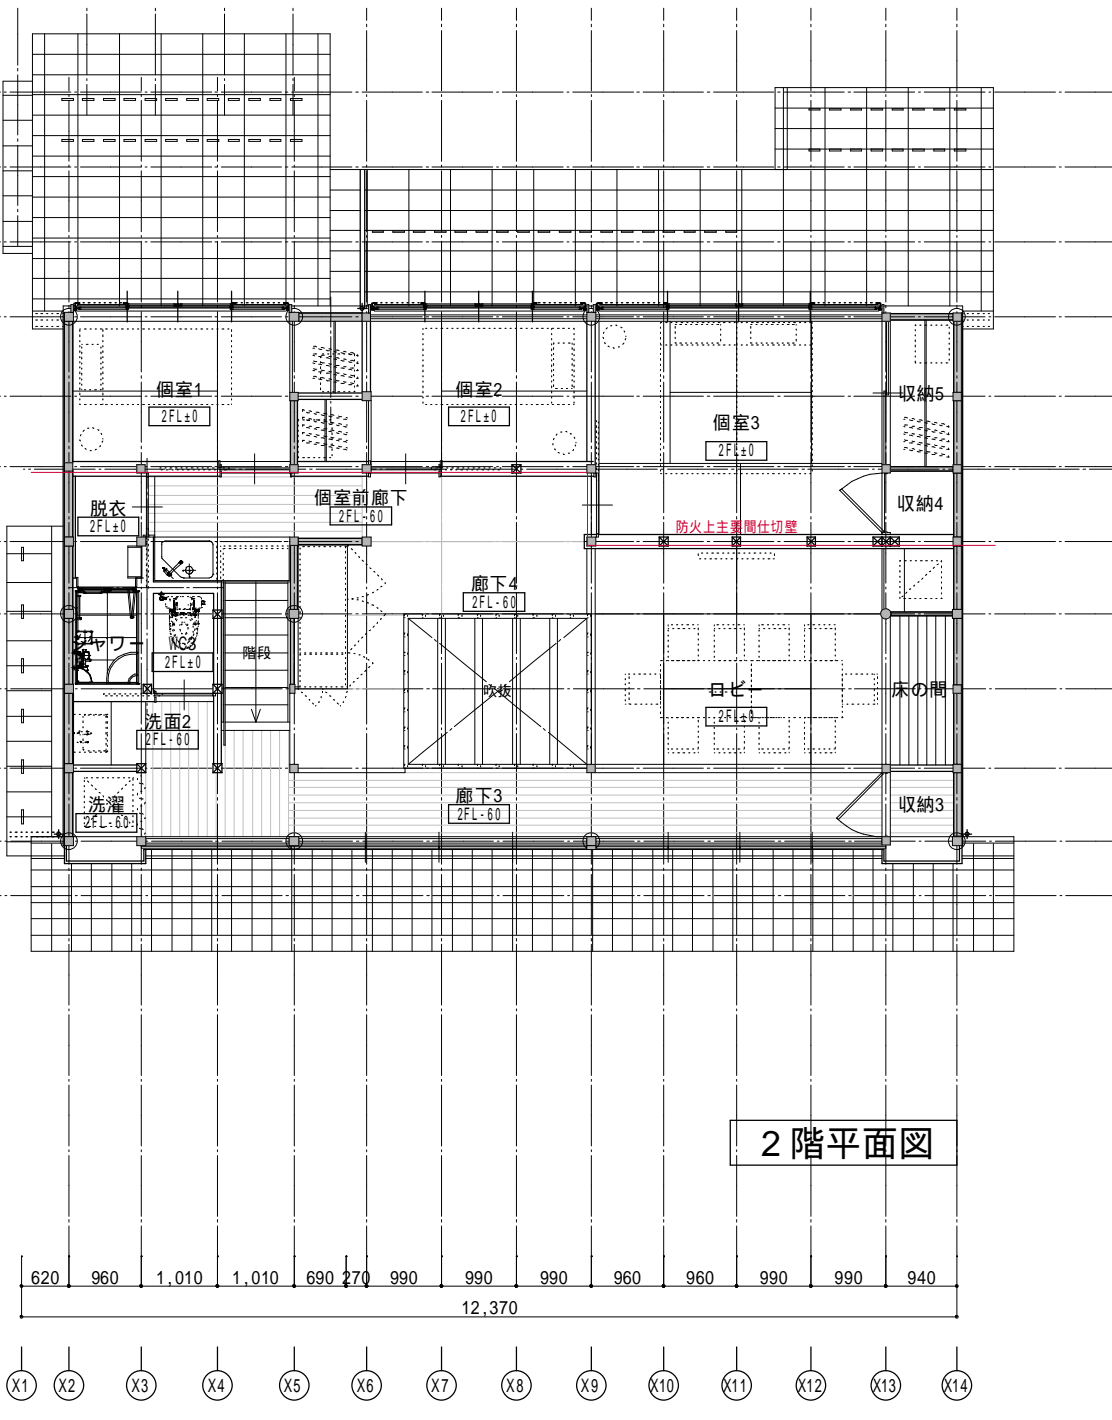 個室1
2FL±0
個室2
2FL±0
個室3
2FL±0
収納5
脱衣
2FL±0
個室前廊下
2FL-60
収納4
防火上主要間仕切壁
廊下4
2FL-60
シャワー
WC3
2FL±0
階段
吹抜
ロビー
2FL±0
床の間
洗面2
2FL-60
洗濯
2FL-60
廊下3
2FL-60
収納3
2階平面図
620 960 1,010 1,010 690 270 990 990 990 960 960 990 990 940
12,370
X1 X2 X3 X4 X5 X6 X7 X8 X9 X10 X11 X12 X13 X14